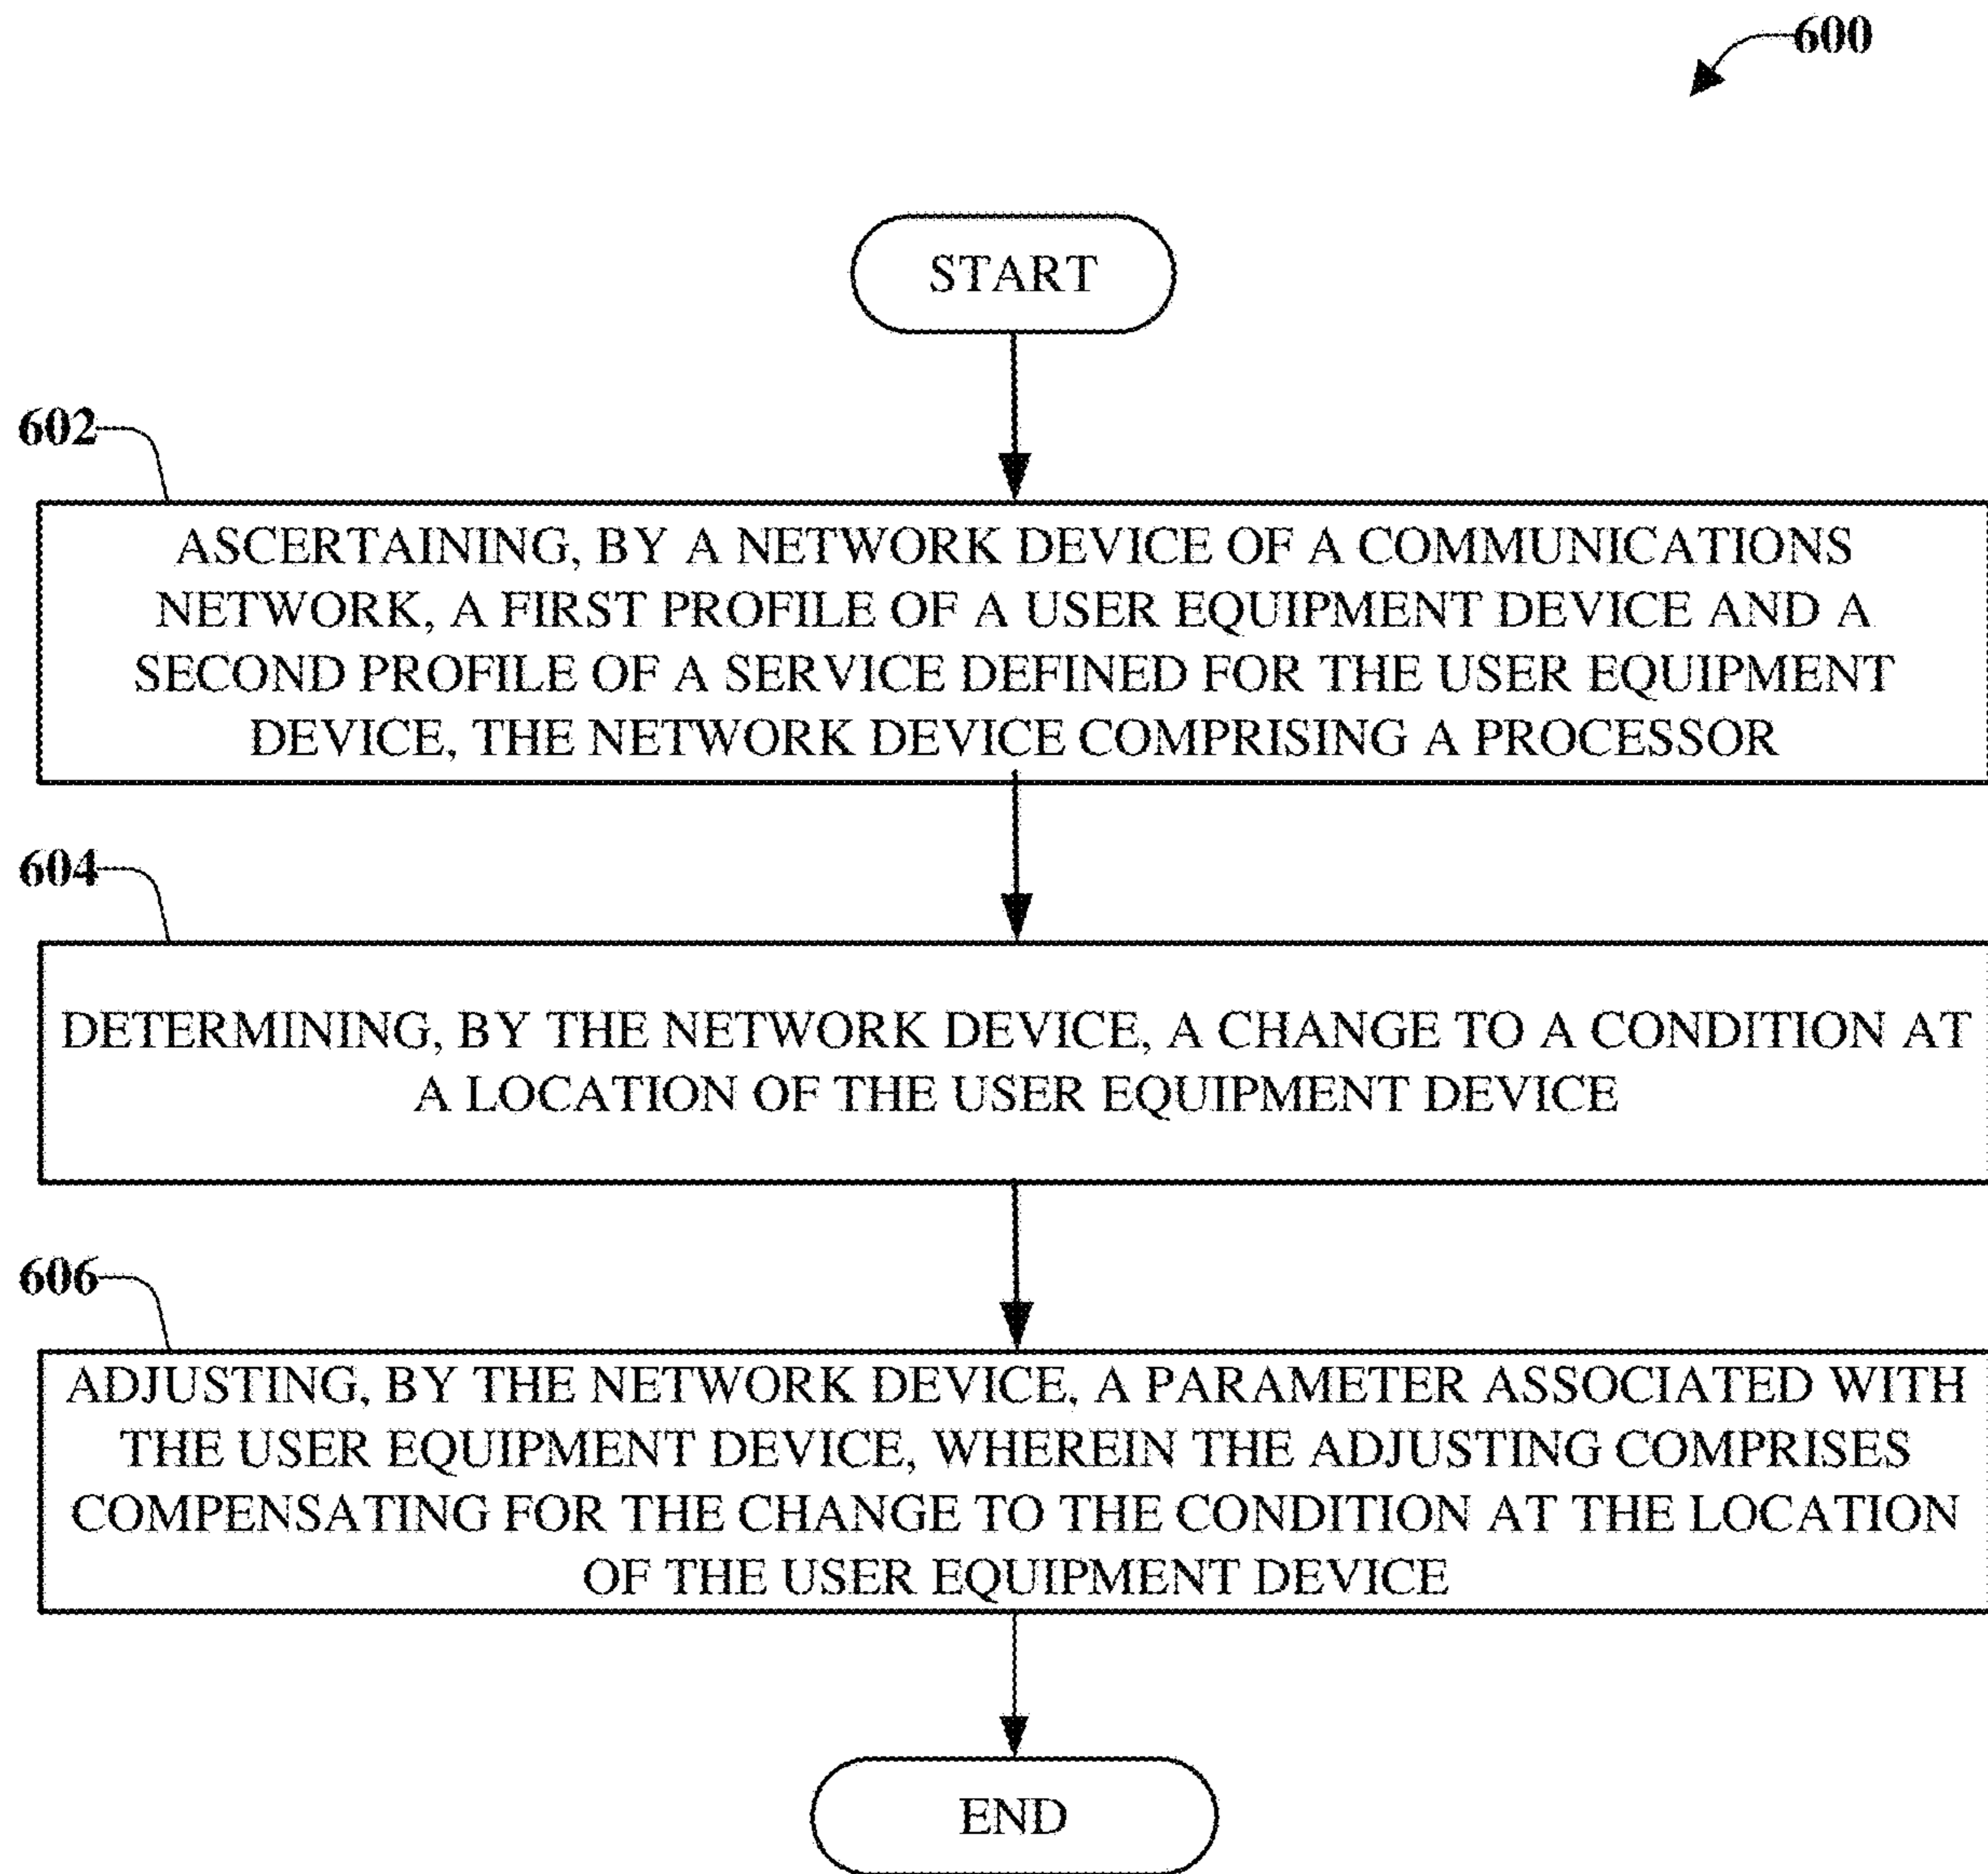 600
START
602
ASCERTAINING, BY A NETWORK DEVICE OF A COMMUNICATIONS
NETWORK, A FIRST PROFILE OF A USER EQUIPMENT DEVICE AND A
SECOND PROFILE OF A SERVICE DEFINED FOR THE USER EQUIPMENT
DEVICE, THE NETWORK DEVICE COMPRISING A PROCESSOR
604
DETERMINING, BY THE NETWORK DEVICE, A CHANGE TO A CONDITION AT
A LOCATION OF THE USER EQUIPMENT DEVICE
606
ADJUSTING, BY THE NETWORK DEVICE, A PARAMETER ASSOCIATED WITH
THE USER EQUIPMENT DEVICE, WHEREIN THE ADJUSTING COMPRISES
COMPENSATING FOR THE CHANGE TO THE CONDITION AT THE LOCATION
OF THE USER EQUIPMENT DEVICE
END